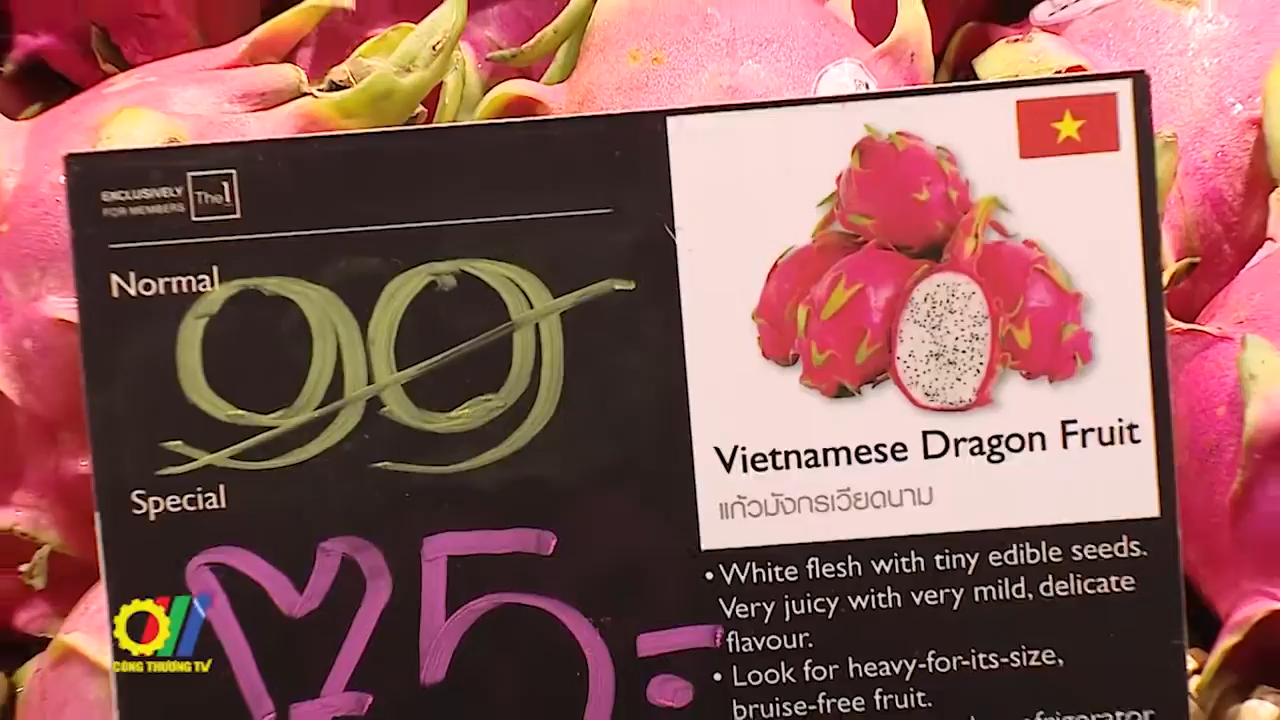 EXCLUSIVELY
FOR MEMBERS
The1
Normal
99
Special
Vietnamese Dragon Fruit
แก้วมังกรเวียดนาม
• White flesh with tiny edible seeds.
Very juicy with very mild, delicate
flavour.
• Look for heavy-for-its-size,
bruise-free fruit.
CÔNG THƯƠNG TV